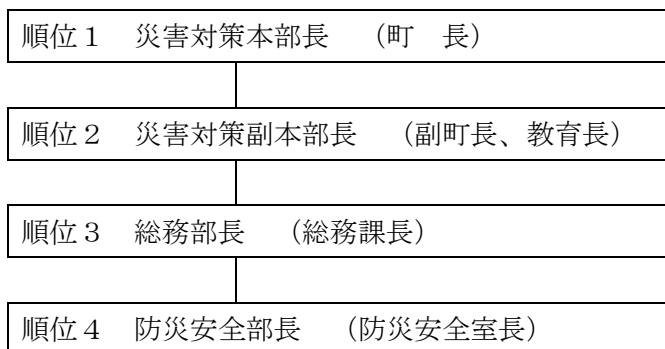 順位１　災害対策本部長　（町　長）
順位２　災害対策副本部長　（副町長、教育長）
順位３　総務部長　（総務課長）
順位４　防災安全部長　（防災安全室長）